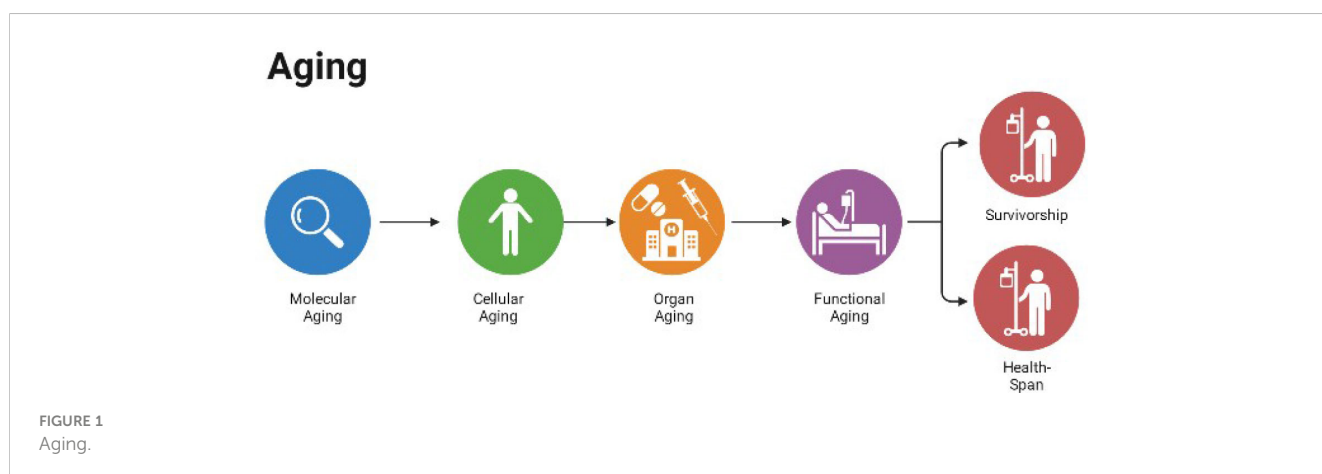 Aging
Molecular
Aging
Cellular
Aging
H
Organ
Aging
Functional
Aging
Survivorship
Health-
Span
FIGURE 1
Aging.